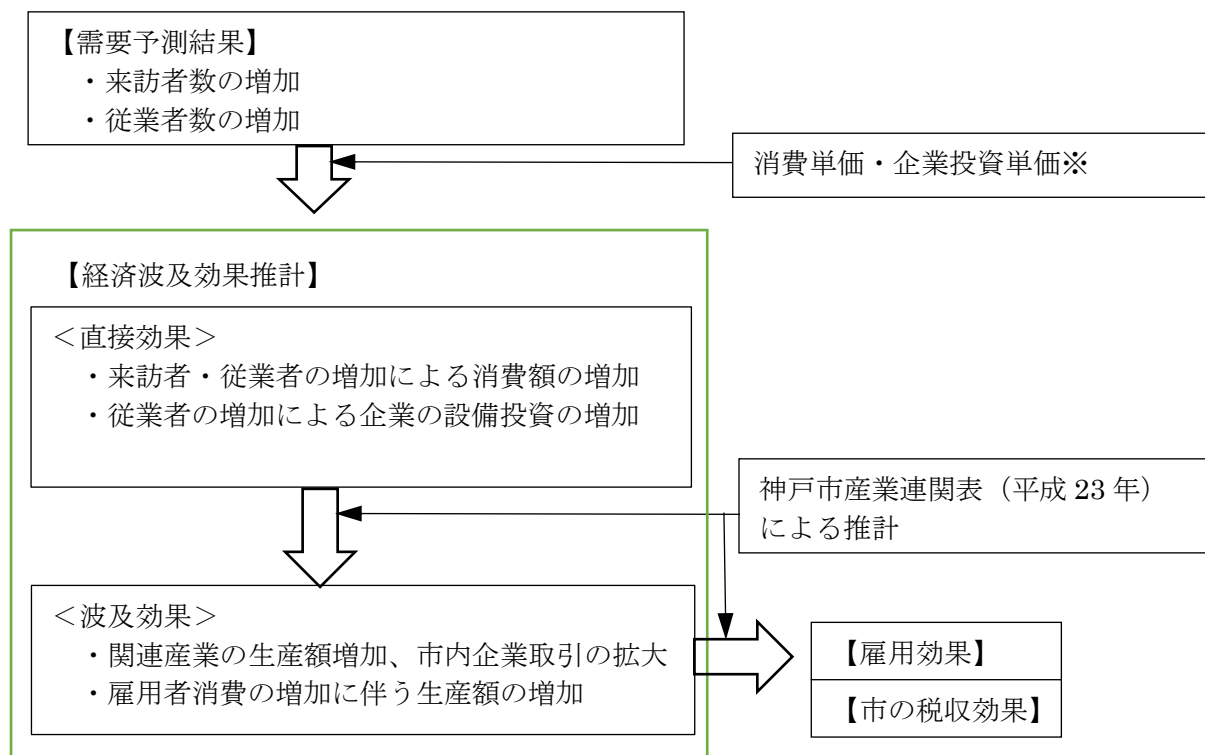 【需要予測結果】
・来訪者数の増加
・従業者数の増加
消費単価・企業投資単価※
【経済波及効果推計】
＜直接効果＞
・来訪者・従業者の増加による消費額の増加
・従業者の増加による企業の設備投資の増加
神戸市産業連関表（平成 23 年）
による推計
＜波及効果＞
・関連産業の生産額増加、市内企業取引の拡大
・雇用者消費の増加に伴う生産額の増加
【雇用効果】
【市の税収効果】